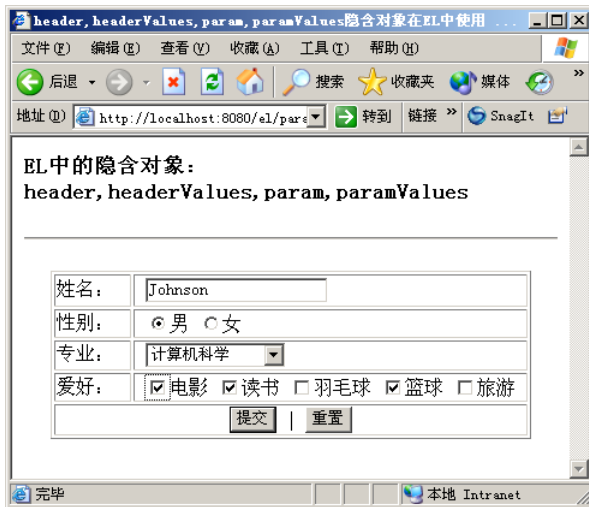 header,headerValues,param,paramValues隐含对象在EL中使用 ...
文件(F) 编辑(E) 查看(V) 收藏(A) 工具(T) 帮助(H)
后退 搜索 收藏夹 媒体 »
地址(D) http://localhost:8080/el/para 转到 链接 » SnagIt
EL中的隐含对象：
header,headerValues,param,paramValues
姓名： Johnson
性别： 男 女
专业： 计算机科学
爱好： 电影 读书 羽毛球 篮球 旅游
提交 | 重置
完毕 本地 Intranet